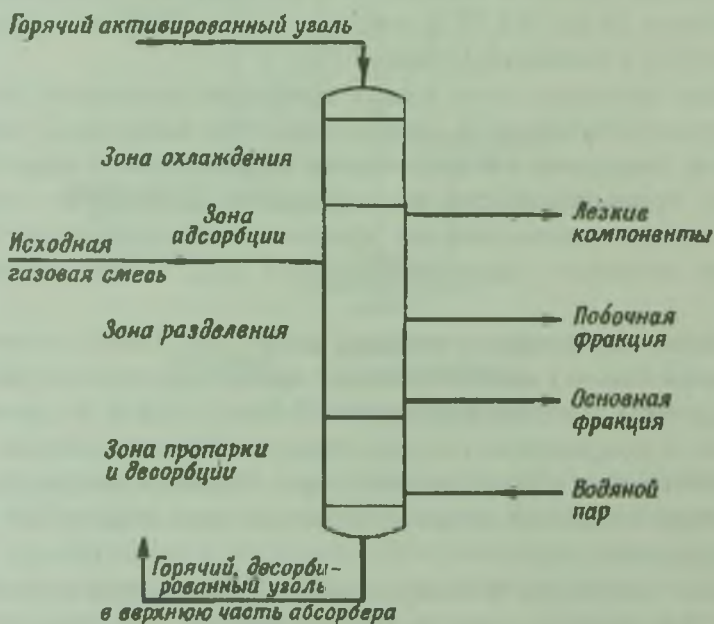 Горячий активированный уголь
Зона охлаждения
Зона
адсорбции
Легкие
компоненты
Исходная
газовая смесь
Зона разделения
Побочная
фракция
Основная
фракция
Зона пропарки
и десорбции
Водяной
пар
Горячий, десорби-
рованный уголь
в верхнюю часть абсорбера